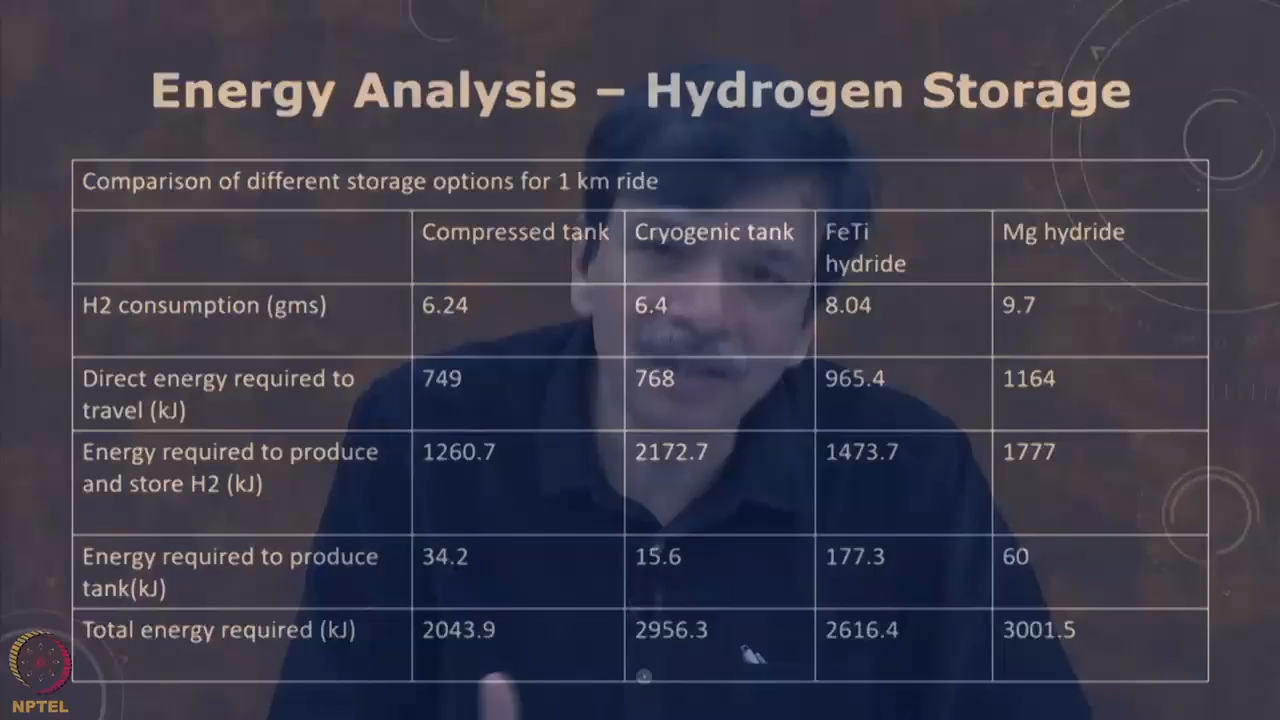 Energy Analysis – Hydrogen Storage
Comparison of different storage options for 1 km ride
Compressed tank Cryogenic tank FeTi hydride Mg hydride
H2 consumption (gms) 6.24 6.4 8.04 9.7
Direct energy required to travel (kJ) 749 768 965.4 1164
Energy required to produce and store H2 (kJ) 1260.7 2172.7 1473.7 1777
Energy required to produce tank(kJ) 34.2 15.6 177.3 60
Total energy required (kJ) 2043.9 2956.3 2616.4 3001.5
NPTEL